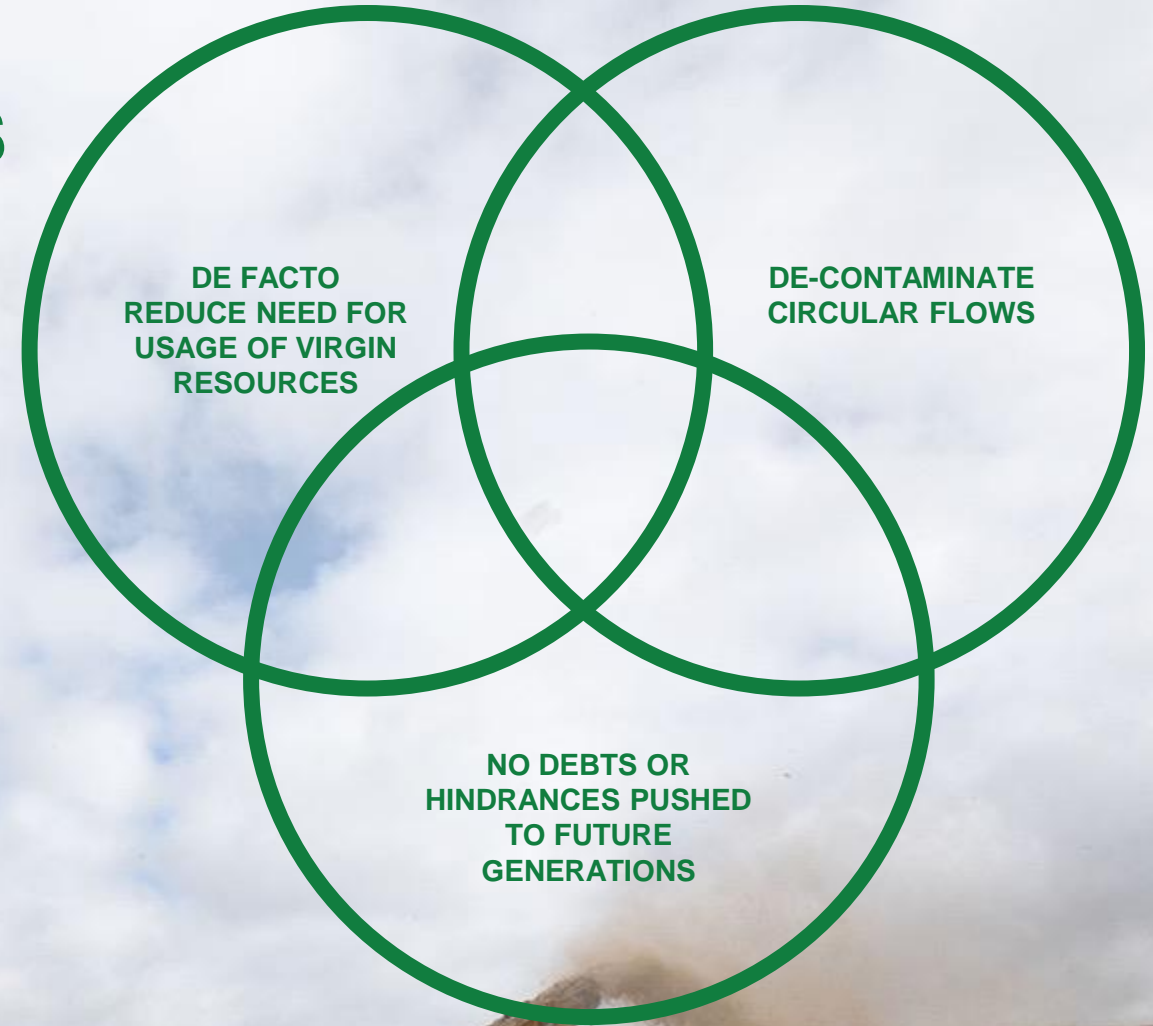 DE FACTO
REDUCE NEED FOR
USAGE OF VIRGIN
RESOURCES
DE-CONTAMINATE
CIRCULAR FLOWS
NO DEBTS OR
HINDRANCES PUSHED
TO FUTURE
GENERATIONS